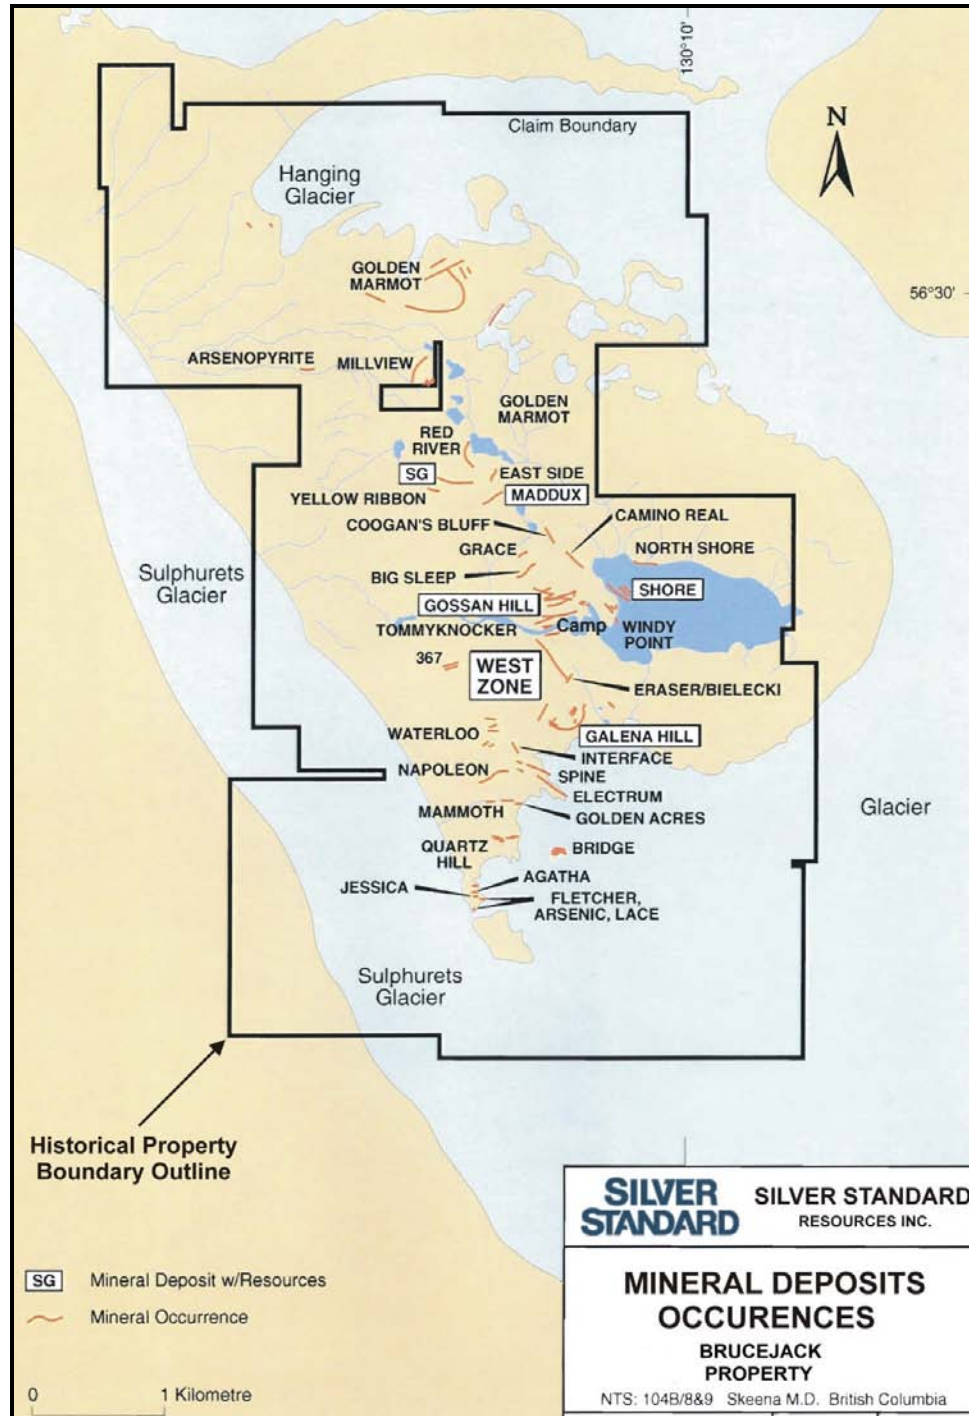 130°10'
Claim Boundary
N
Hanging
Glacier
GOLDEN
MARMOT
56°30'
ARSENOPYRITE
MILLVIEW
GOLDEN
MARMOT
RED
RIVER
SG
EAST SIDE
YELLOW RIBBON
MADDUX
COOGAN'S BLUFF
CAMINO REAL
GRACE
NORTH SHORE
BIG SLEEP
Sulphurets
Glacier
SHORE
GOSSAN HILL
TOMMYKNOCKER
Camp
WINDY
POINT
367
WEST
ZONE
ERASER/BIELECKI
WATERLOO
GALENA HILL
INTERFACE
NAPOLEON
SPINE
ELECTRUM
MAMMOTH
GOLDEN ACRES
Glacier
QUARTZ
HILL
BRIDGE
AGATHA
JESSICA
FLETCHER,
ARSENIC, LACE
Sulphurets
Glacier
Historical Property
Boundary Outline
SG Mineral Deposit w/Resources
Mineral Occurrence
0 1 Kilometre
SILVER
STANDARD
SILVER STANDARD
RESOURCES INC.
MINERAL DEPOSITS
OCCURENCES
BRUCEJACK
PROPERTY
NTS: 104B/8&9 Skeena M.D. British Columbia